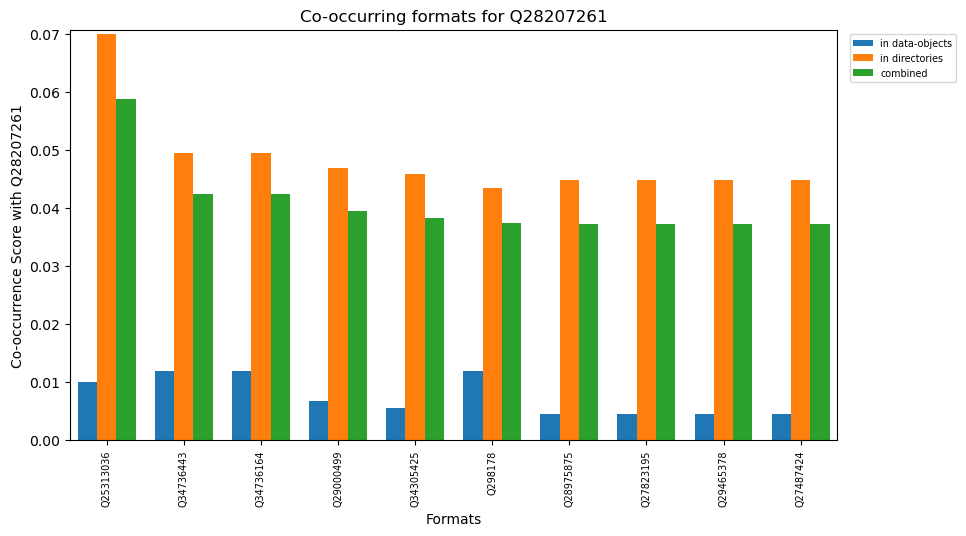 Co-occurring formats for Q28207261
in data-objects
in directories
combined
Co-occurrence Score with Q28207261
0.07
0.06
0.05
0.04
0.03
0.02
0.01
0.00
Q25313036
Q34736443
Q34736164
Q29000499
Q34305425
Q298178
Q28975875
Q27823195
Q29465378
Q27487424
Formats